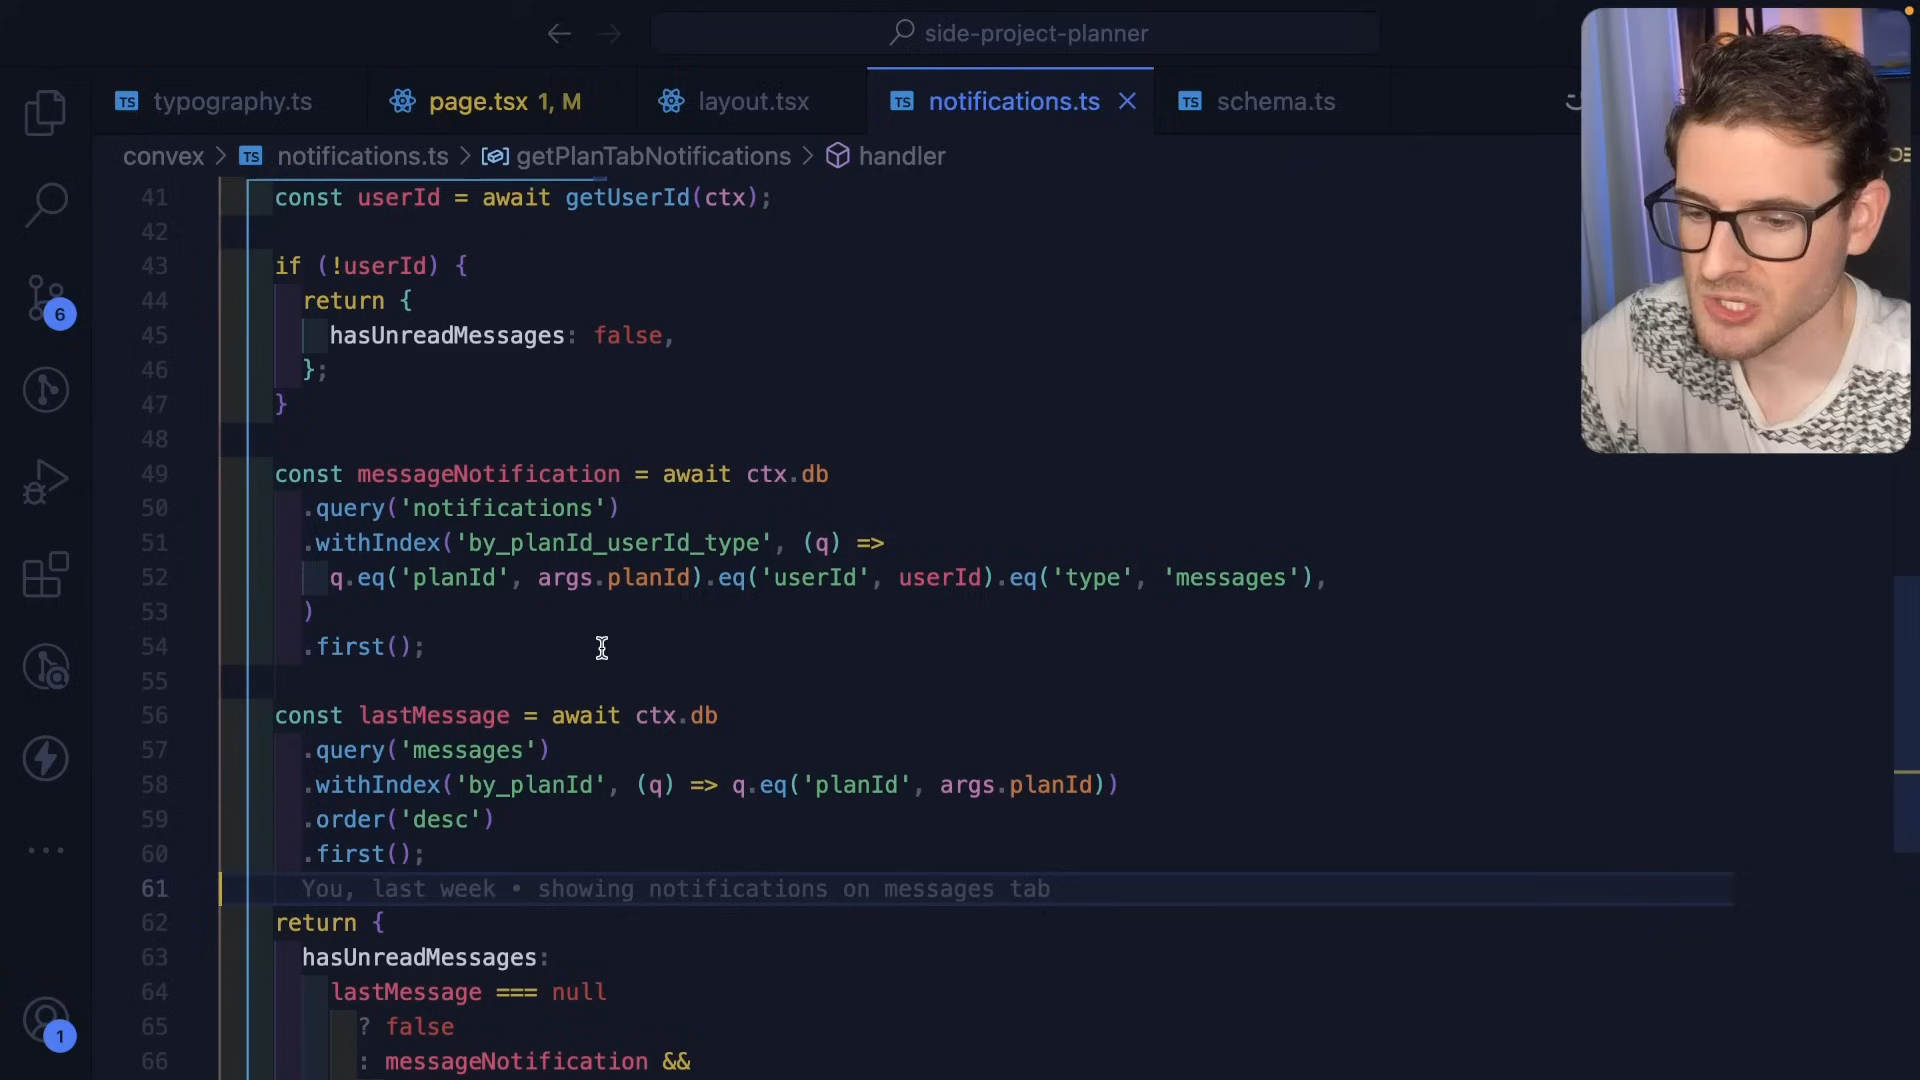 side-project-planner
TS typography.ts
page.tsx 1, M
layout.tsx
TS notifications.ts
TS schema.ts
convex > TS notifications.ts > getPlanTabNotifications > handler
41 const userId = await getUserId(ctx);
42
43 if (!userId) {
44 return {
45 hasUnreadMessages: false,
46 };
47 }
48
49 const messageNotification = await ctx.db
50 .query('notifications')
51 .withIndex('by_planId_userId_type', (q) =>
52 q.eq('planId', args.planId).eq('userId', userId).eq('type', 'messages'),
53 )
54 .first();
55
56 const lastMessage = await ctx.db
57 .query('messages')
58 .withIndex('by_planId', (q) => q.eq('planId', args.planId))
59 .order('desc')
60 .first();
61 You, last week • showing notifications on messages tab
62 return {
63 hasUnreadMessages:
64 lastMessage === null
65 ? false
66 : messageNotification &&
6
1